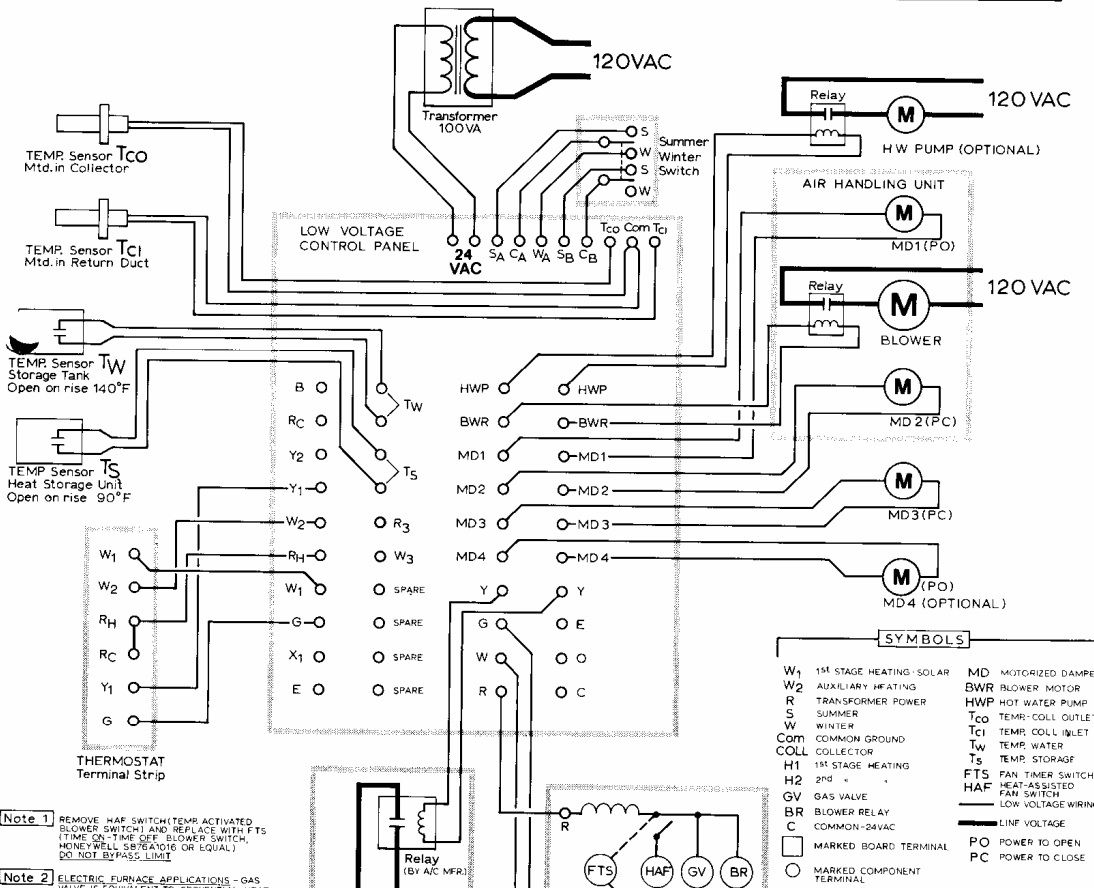 120VAC
Transformer
100VA
TEMP. Sensor TCO
Mtd. in Collector
S
W
S
W
Summer
Winter
Switch
Relay
M
120 VAC
HW PUMP (OPTIONAL)
AIR HANDLING UNIT
M
MD1(PO)
TEMP. Sensor TCI
Mtd. in Return Duct
LOW VOLTAGE
CONTROL PANEL
24
VAC
SA CA WA SB CB TCO Com TCI
Relay
M
120 VAC
BLOWER
TEMP. Sensor TW
Storage Tank
Open on rise 140°F
TEMP. Sensor TS
Heat Storage Unit
Open on rise 90°F
B TW HWP HWP
RC BWR BWR
M
MD2(PC)
Y2 TS MD1 MD1
Y1 MD2 MD2
M
MD3(PC)
W2 R3 MD3 MD3
RH W3 MD4 MD4
M
(PO)
MD4 (OPTIONAL)
W1 SPARE Y Y
G SPARE G E
X1 SPARE W O
E SPARE R C
W1
W2
RH
RC
Y1
G
THERMOSTAT
Terminal Strip
SYMBOLS
W1 1st STAGE HEATING-SOLAR
W2 AUXILIARY HEATING
R TRANSFORMER POWER
S SUMMER
W WINTER
Com COMMON GROUND
COLL COLLECTOR
H1 1st STAGE HEATING
H2 2nd " "
GV GAS VALVE
BR BLOWER RELAY
C COMMON-24VAC
MARKED BOARD TERMINAL
MARKED COMPONENT
TERMINAL
MD MOTORIZED DAMPE
BWR BLOWER MOTOR
HWP HOT WATER PUMP
TCO TEMP.-COLL OUTLE
TCI TEMP. COLL INLET
TW TEMP. WATER
TS TEMP. STORAGE
FTS FAN TIMER SWITCH
HAF HEAT-ASSISTED
FAN SWITCH
LOW VOLTAGE WIRING
LINE VOLTAGE
PO POWER TO OPEN
PC POWER TO CLOSE
Relay
(BY A/C MFR.)
R
FTS
HAF
GV
BR
Note 1 REMOVE HAF SWITCH (TEMP. ACTIVATED
BLOWER SWITCH) AND REPLACE WITH FTS
(TIME ON-TIME OFF BLOWER SWITCH,
HONEYWELL S876A1016 OR EQUAL)
DO NOT BYPASS LIMIT
Note 2 ELECTRIC FURNACE APPLICATIONS - GAS